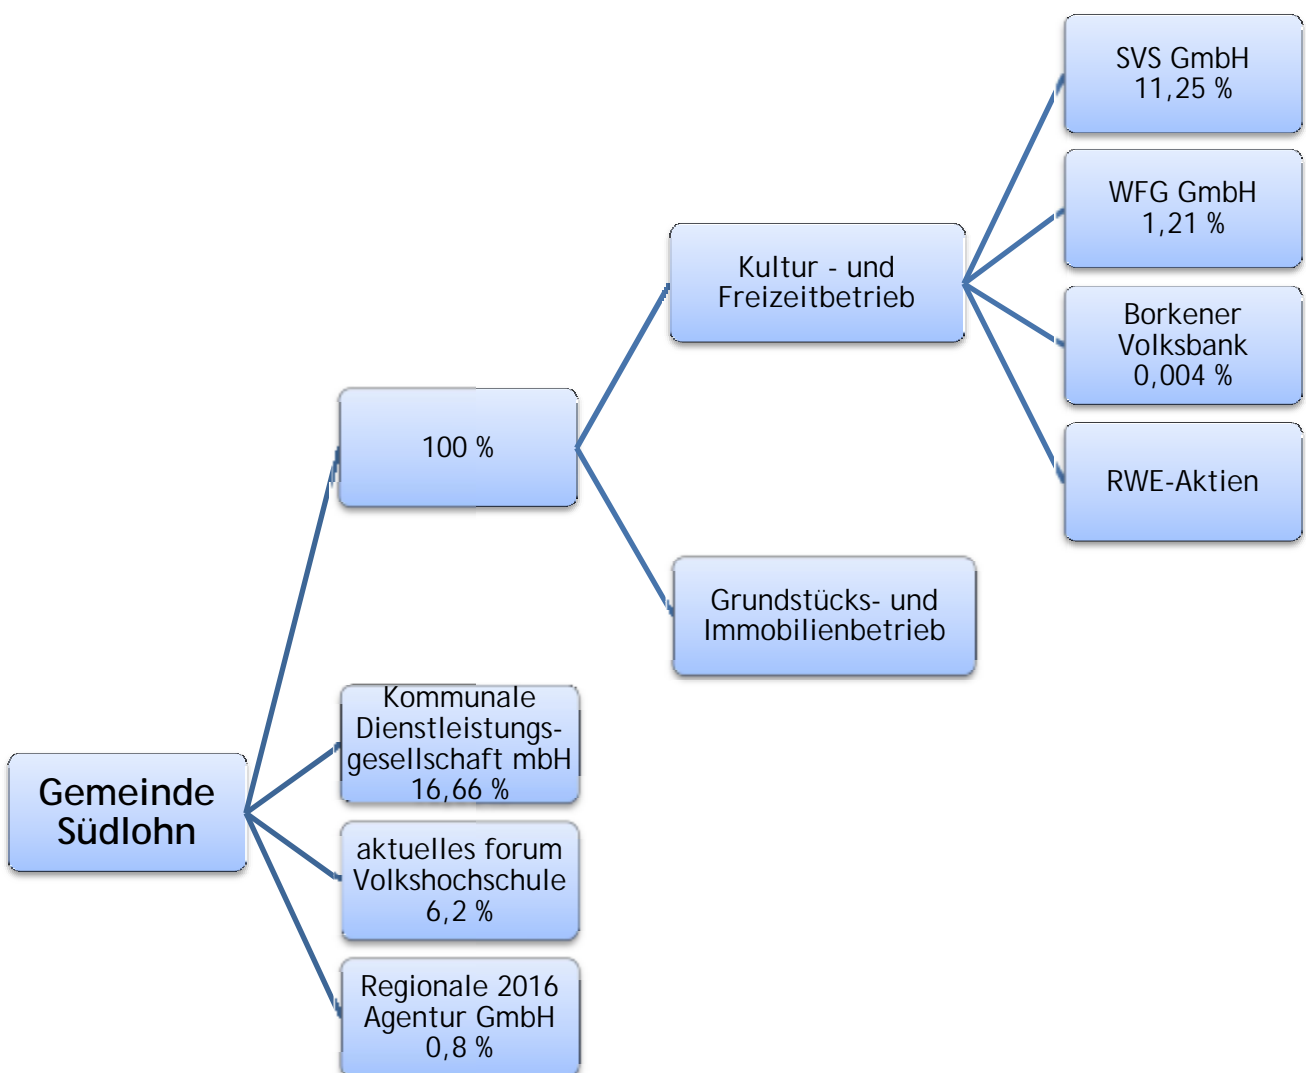 SVS GmbH
11,25 %
WFG GmbH
1,21 %
Kultur - und
Freizeitbetrieb
Borkener
Volksbank
0,004 %
100 %
RWE-Aktien
Grundstücks- und
Immobilienbetrieb
Kommunale
Dienstleistungs-
gesellschaft mbH
16,66 %
Gemeinde
Südlohn
aktuelles forum
Volkshochschule
6,2 %
Regionale 2016
Agentur GmbH
0,8 %